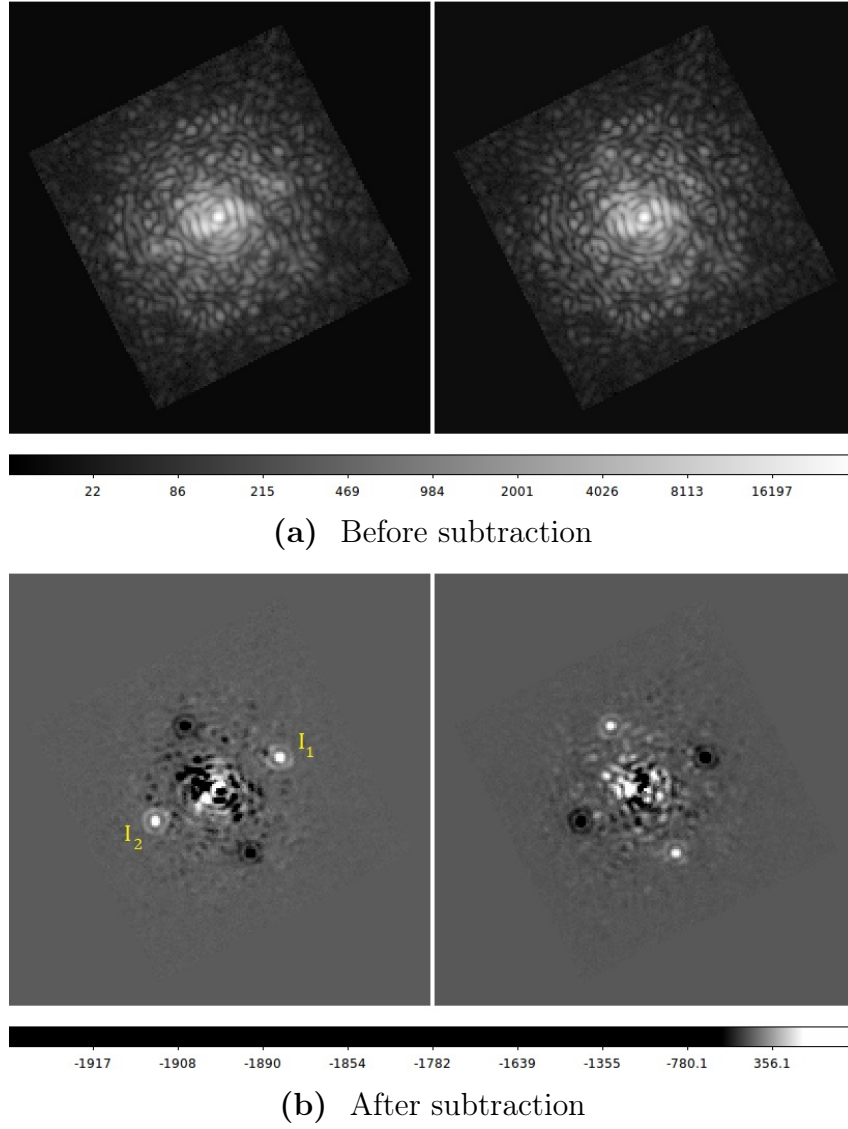 22 86 215 469 984 2001 4026 8113 16197
(a) Before subtraction
I1
I2
-1917 -1908 -1890 -1854 -1782 -1639 -1355 -780.1 356.1
(b) After subtraction